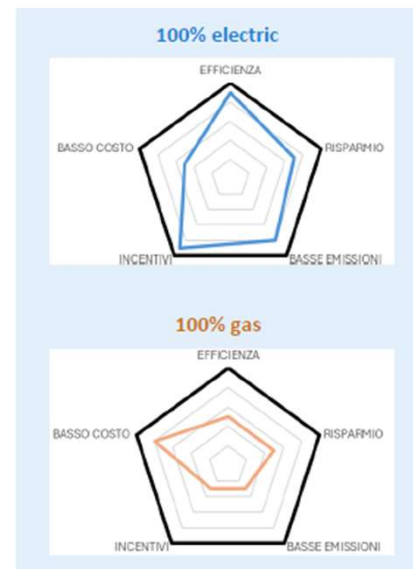 100% electric
EFFICIENZA
BASSO COSTO
RISPARMIO
INCENTIVI
BASSE EMISSIONI
100% gas
EFFICIENZA
BASSO COSTO
RISPARMIO
INCENTIVI
BASSE EMISSIONI